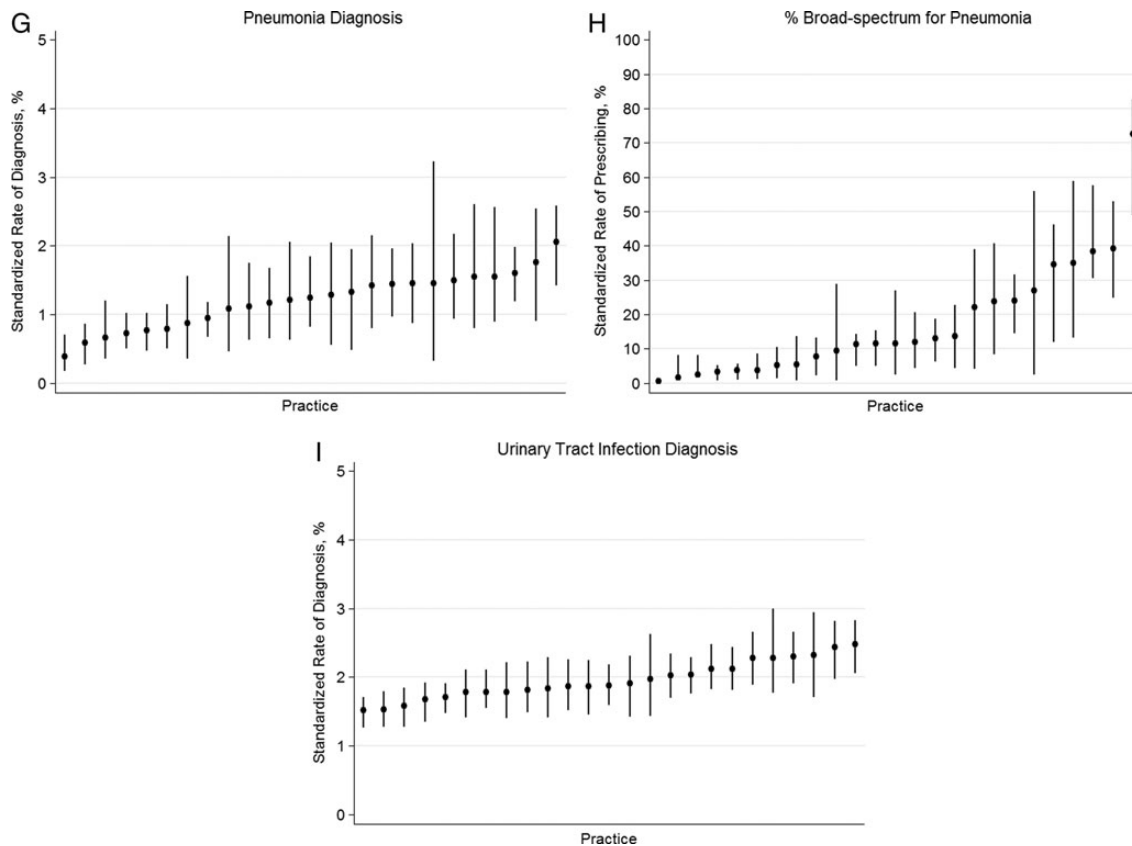 G
Pneumonia Diagnosis
5
4
3
2
1
0
Standardized Rate of Diagnosis, %
Practice
H
% Broad-spectrum for Pneumonia
100
90
80
70
60
50
40
30
20
10
0
Standardized Rate of Prescribing, %
Practice
I
Urinary Tract Infection Diagnosis
5
4
3
2
1
0
Standardized Rate of Diagnosis, %
Practice